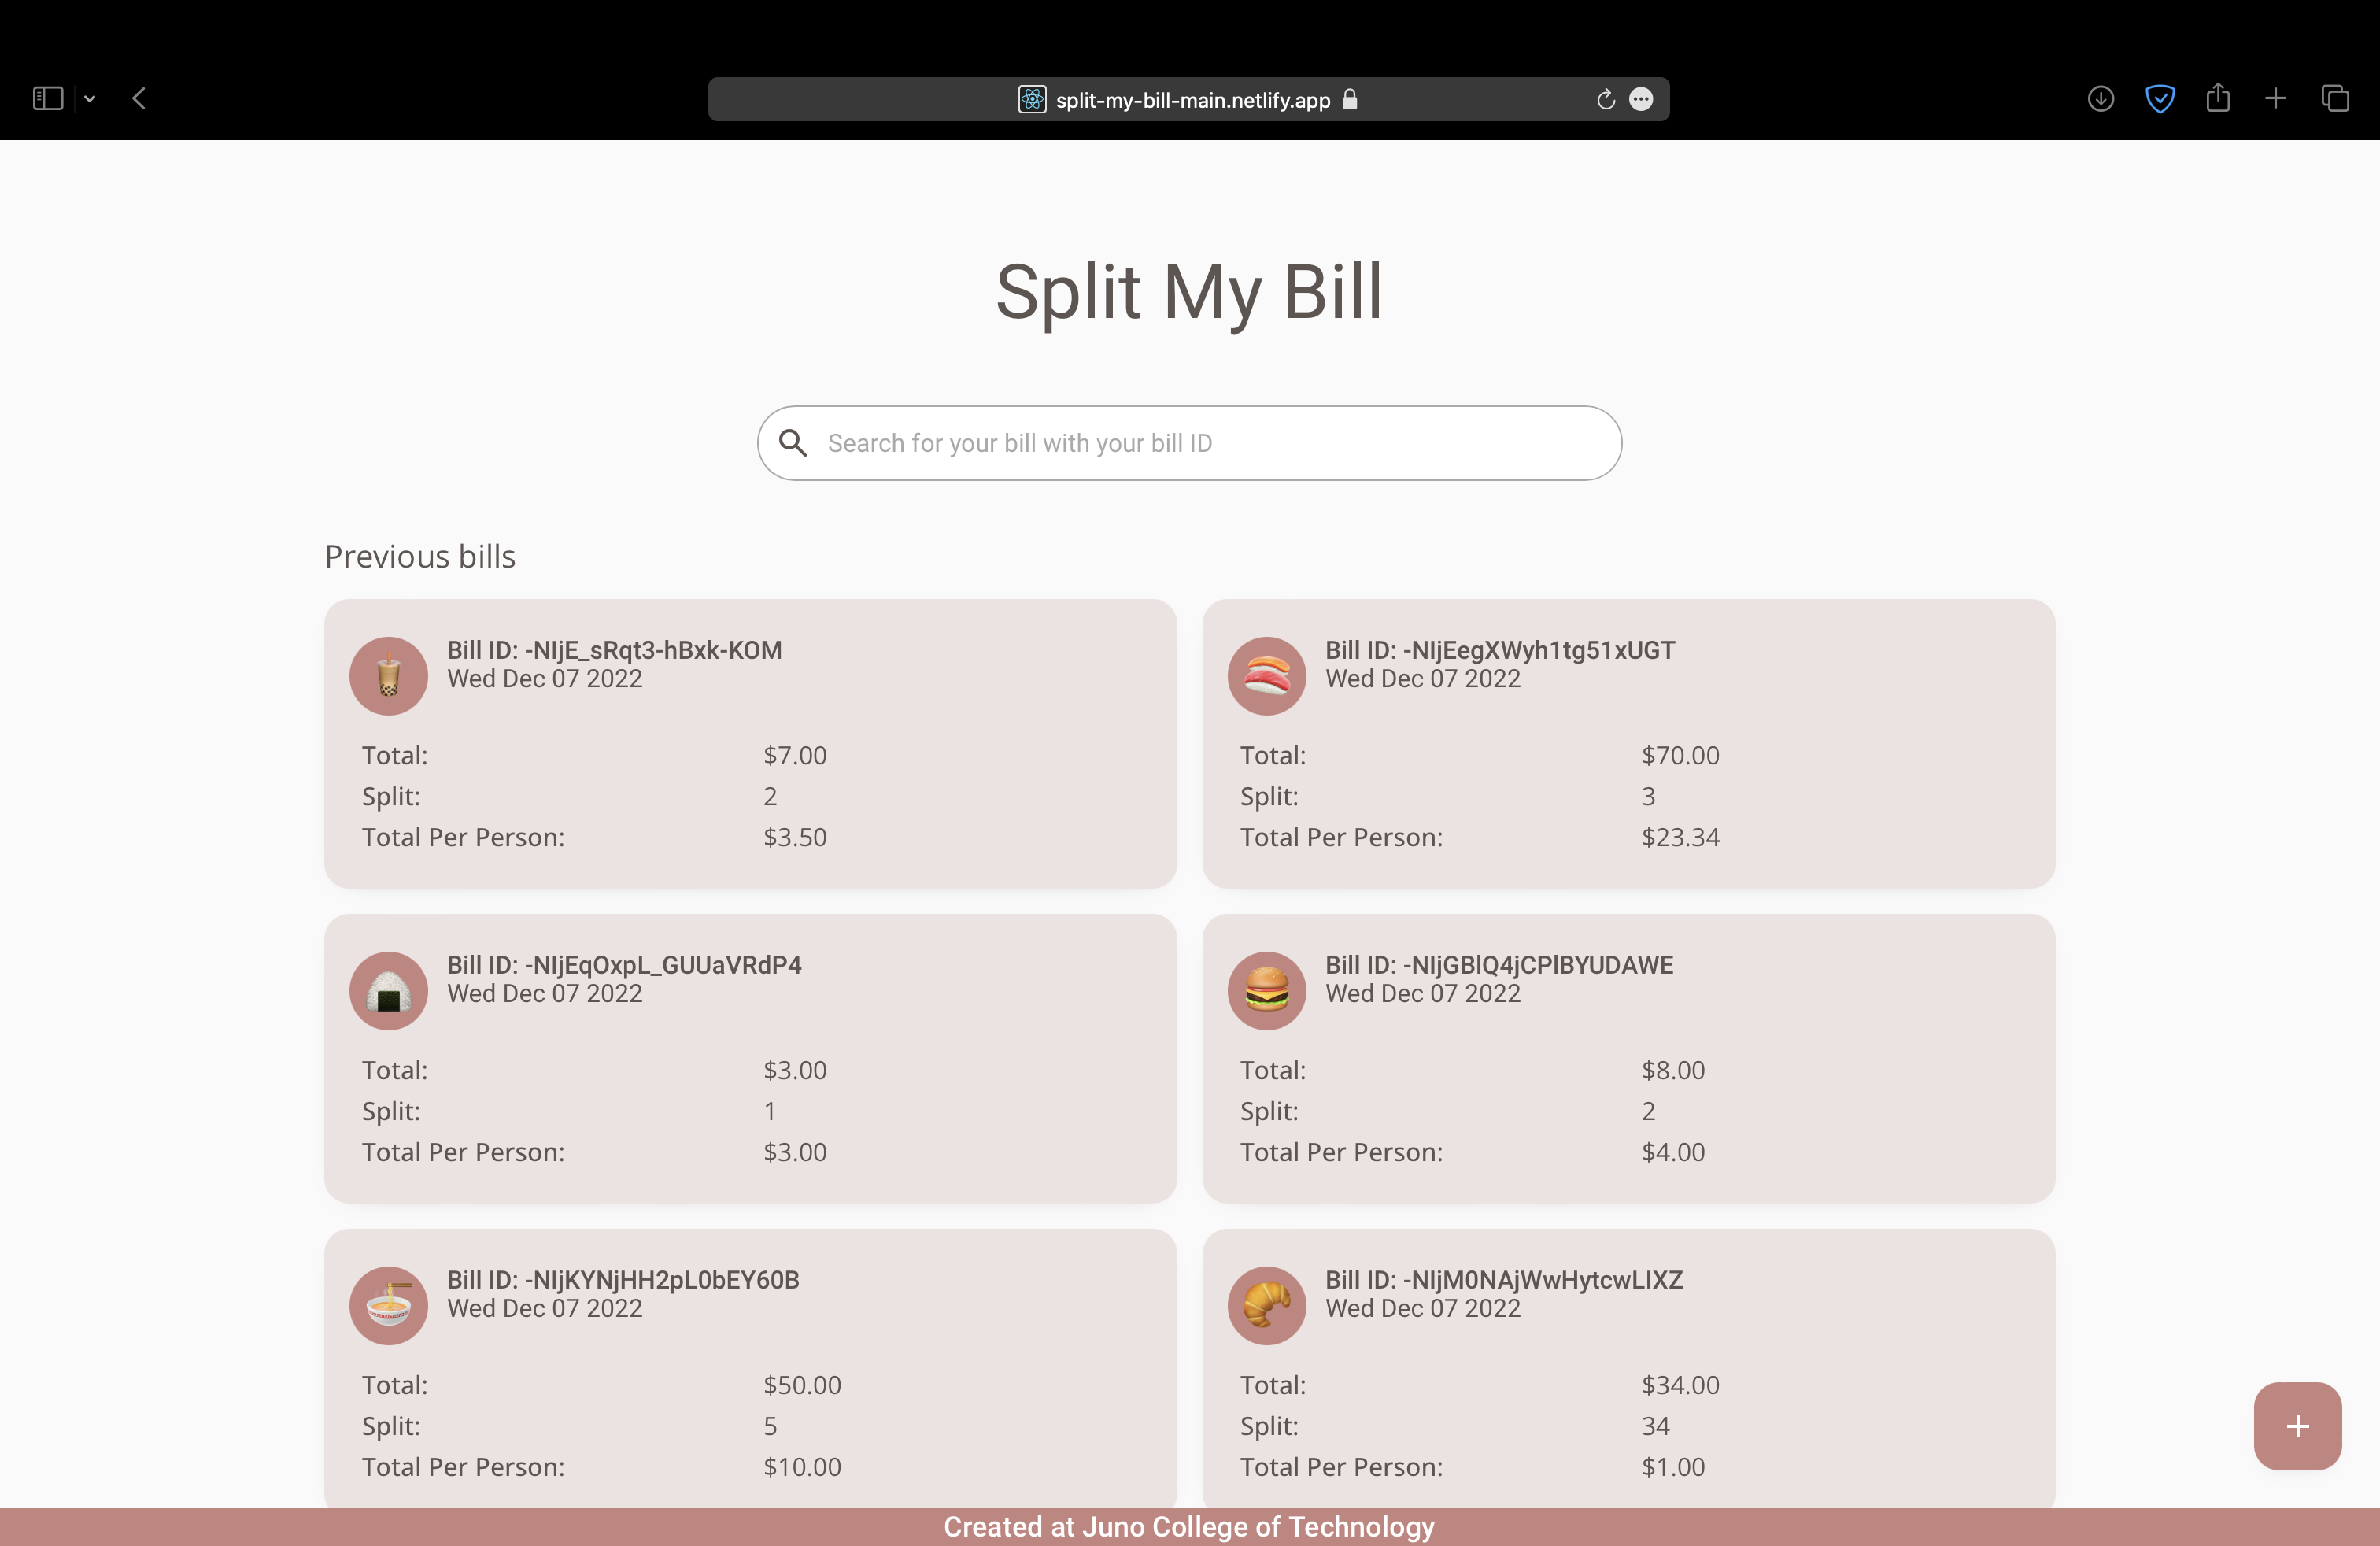 split-my-bill-main.netlify.app
Split My Bill
Search for your bill with your bill ID
Previous bills
Bill ID: -NIjE_sRqt3-hBxk-KOM
Wed Dec 07 2022
Total: $7.00
Split: 2
Total Per Person: $3.50
Bill ID: -NIjEegXWyh1tg51xUGT
Wed Dec 07 2022
Total: $70.00
Split: 3
Total Per Person: $23.34
Bill ID: -NIjEqOxpL_GUUaVRdP4
Wed Dec 07 2022
Total: $3.00
Split: 1
Total Per Person: $3.00
Bill ID: -NIjGBlQ4jCPlBYUDAWE
Wed Dec 07 2022
Total: $8.00
Split: 2
Total Per Person: $4.00
Bill ID: -NIjKYNjHH2pL0bEY60B
Wed Dec 07 2022
Total: $50.00
Split: 5
Total Per Person: $10.00
Bill ID: -NIjM0NAjWwHytcwLIXZ
Wed Dec 07 2022
Total: $34.00
Split: 34
Total Per Person: $1.00
Created at Juno College of Technology